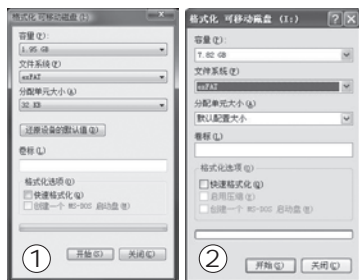 格式化 可移动磁盘 (I:)
容量(P):
1.95 GB
文件系统(F)
exFAT
分配单元大小(A)
32 KB
还原设备的默认值(D)
卷标(L)
格式化选项(O)
快速格式化(Q)
创建一个 MS-DOS 启动盘(M)
开始(S)
关闭(C)
①
格式化 可移动磁盘 (I:)
容量(P):
7.82 GB
文件系统(F)
exFAT
分配单元大小(A)
默认配置大小
卷标(L)
格式化选项(O)
快速格式化(Q)
启用压缩(E)
创建一个 MS-DOS 启动盘(M)
开始(S)
关闭(C)
②